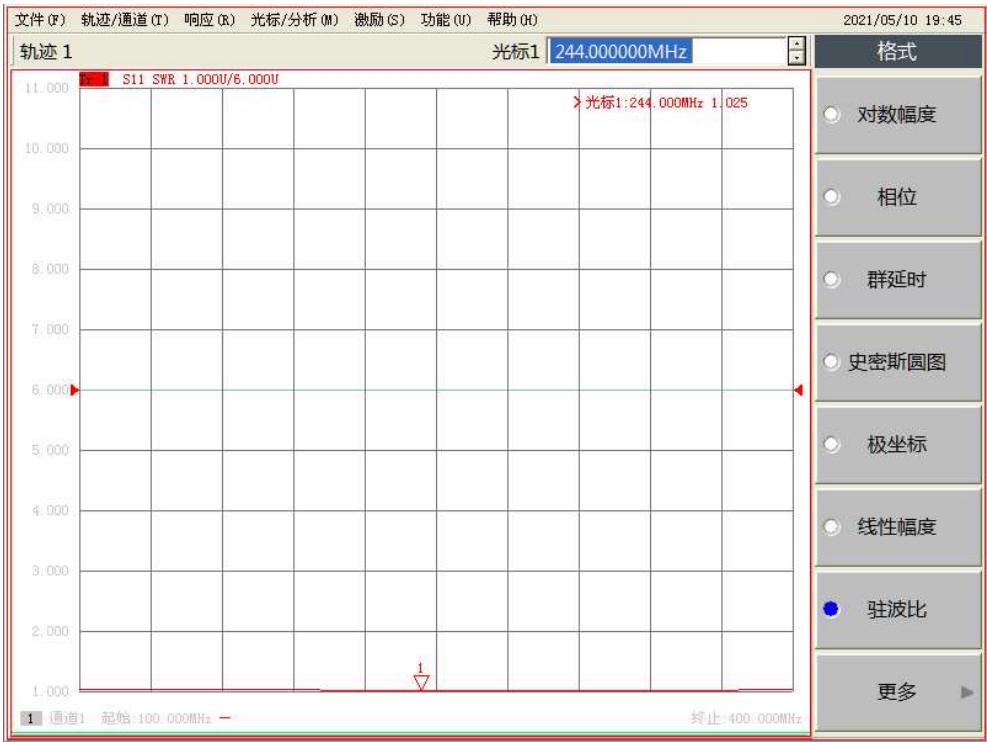 文件(F) 轨迹/通道(T) 响应(R) 光标/分析(M) 激励(S) 功能(U) 帮助(H) 2021/05/10 19:45
轨迹 1 光标1 244.000000MHz 格式
Tr 1 S11 SWR 1.000U/6.000U
11.000
>光标1:244.000MHz 1.025
对数幅度
10.000
相位
9.000
8.000
群延时
7.000
史密斯圆图
6.000
极坐标
5.000
4.000
线性幅度
3.000
驻波比
2.000
1
1.000
更多
1 通道1 起始:100.000MHz 终止:400.000MHz